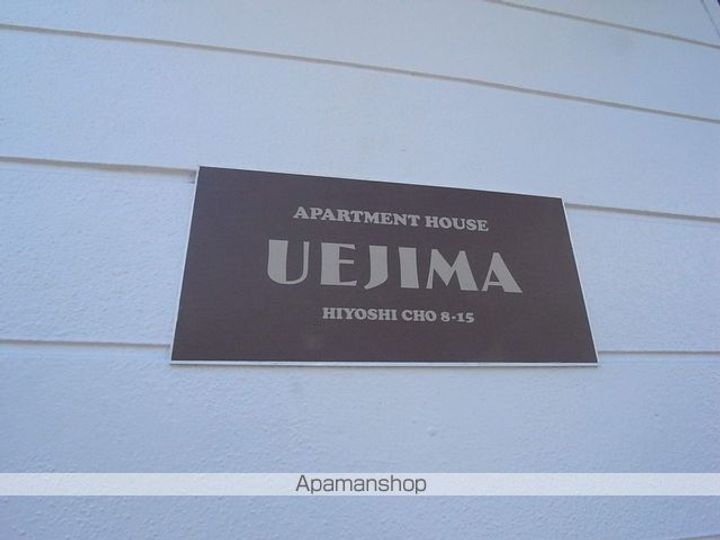 APARTMENT HOUSE
UEJIMA
HIYOSHI CHO 8-15
Apamanshop